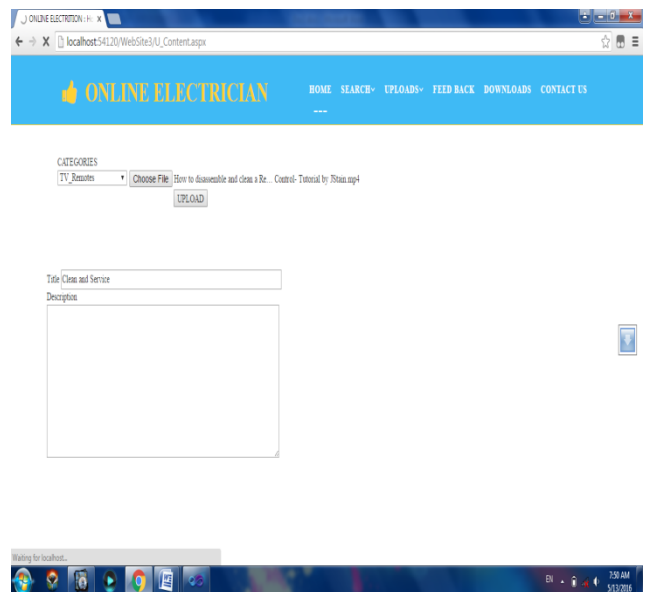 ONLINE ELECTRITION : H
localhost:54120/WebSite3/U_Content.aspx
ONLINE ELECTRICIAN
HOME SEARCH UPLOADS FEED BACK DOWNLOADS CONTACT US
CATEGORIES
TV_Remotes Choose File How to disassemble and clean a Re... Control- Tutorial by JStain.mp4
UPLOAD
Title Clean and Service
Description
Waiting for localhost...
EN 7:50 AM
5/13/2016